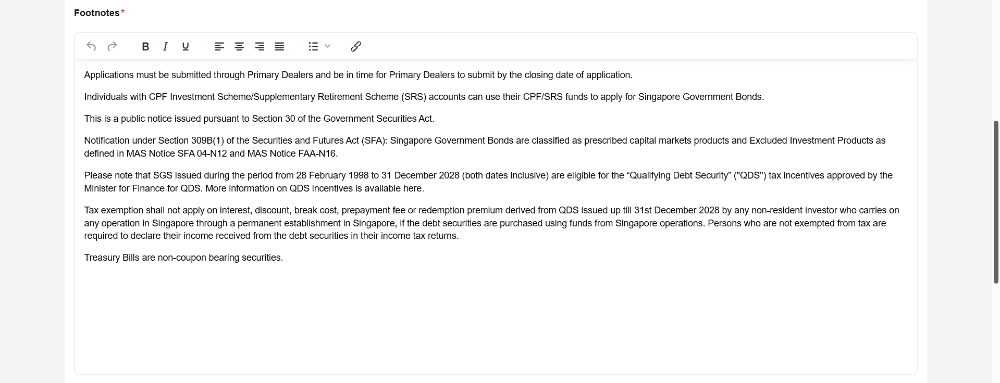 Footnotes*
B I U
Applications must be submitted through Primary Dealers and be in time for Primary Dealers to submit by the closing date of application.
Individuals with CPF Investment Scheme/Supplementary Retirement Scheme (SRS) accounts can use their CPF/SRS funds to apply for Singapore Government Bonds.
This is a public notice issued pursuant to Section 30 of the Government Securities Act.
Notification under Section 309B(1) of the Securities and Futures Act (SFA): Singapore Government Bonds are classified as prescribed capital markets products and Excluded Investment Products as
defined in MAS Notice SFA 04-N12 and MAS Notice FAA-N16.
Please note that SGS issued during the period from 28 February 1998 to 31 December 2028 (both dates inclusive) are eligible for the “Qualifying Debt Security” ("QDS") tax incentives approved by the
Minister for Finance for QDS. More information on QDS incentives is available here.
Tax exemption shall not apply on interest, discount, break cost, prepayment fee or redemption premium derived from QDS issued up till 31st December 2028 by any non-resident investor who carries on
any operation in Singapore through a permanent establishment in Singapore, if the debt securities are purchased using funds from Singapore operations. Persons who are not exempted from tax are
required to declare their income received from the debt securities in their income tax returns.
Treasury Bills are non-coupon bearing securities.